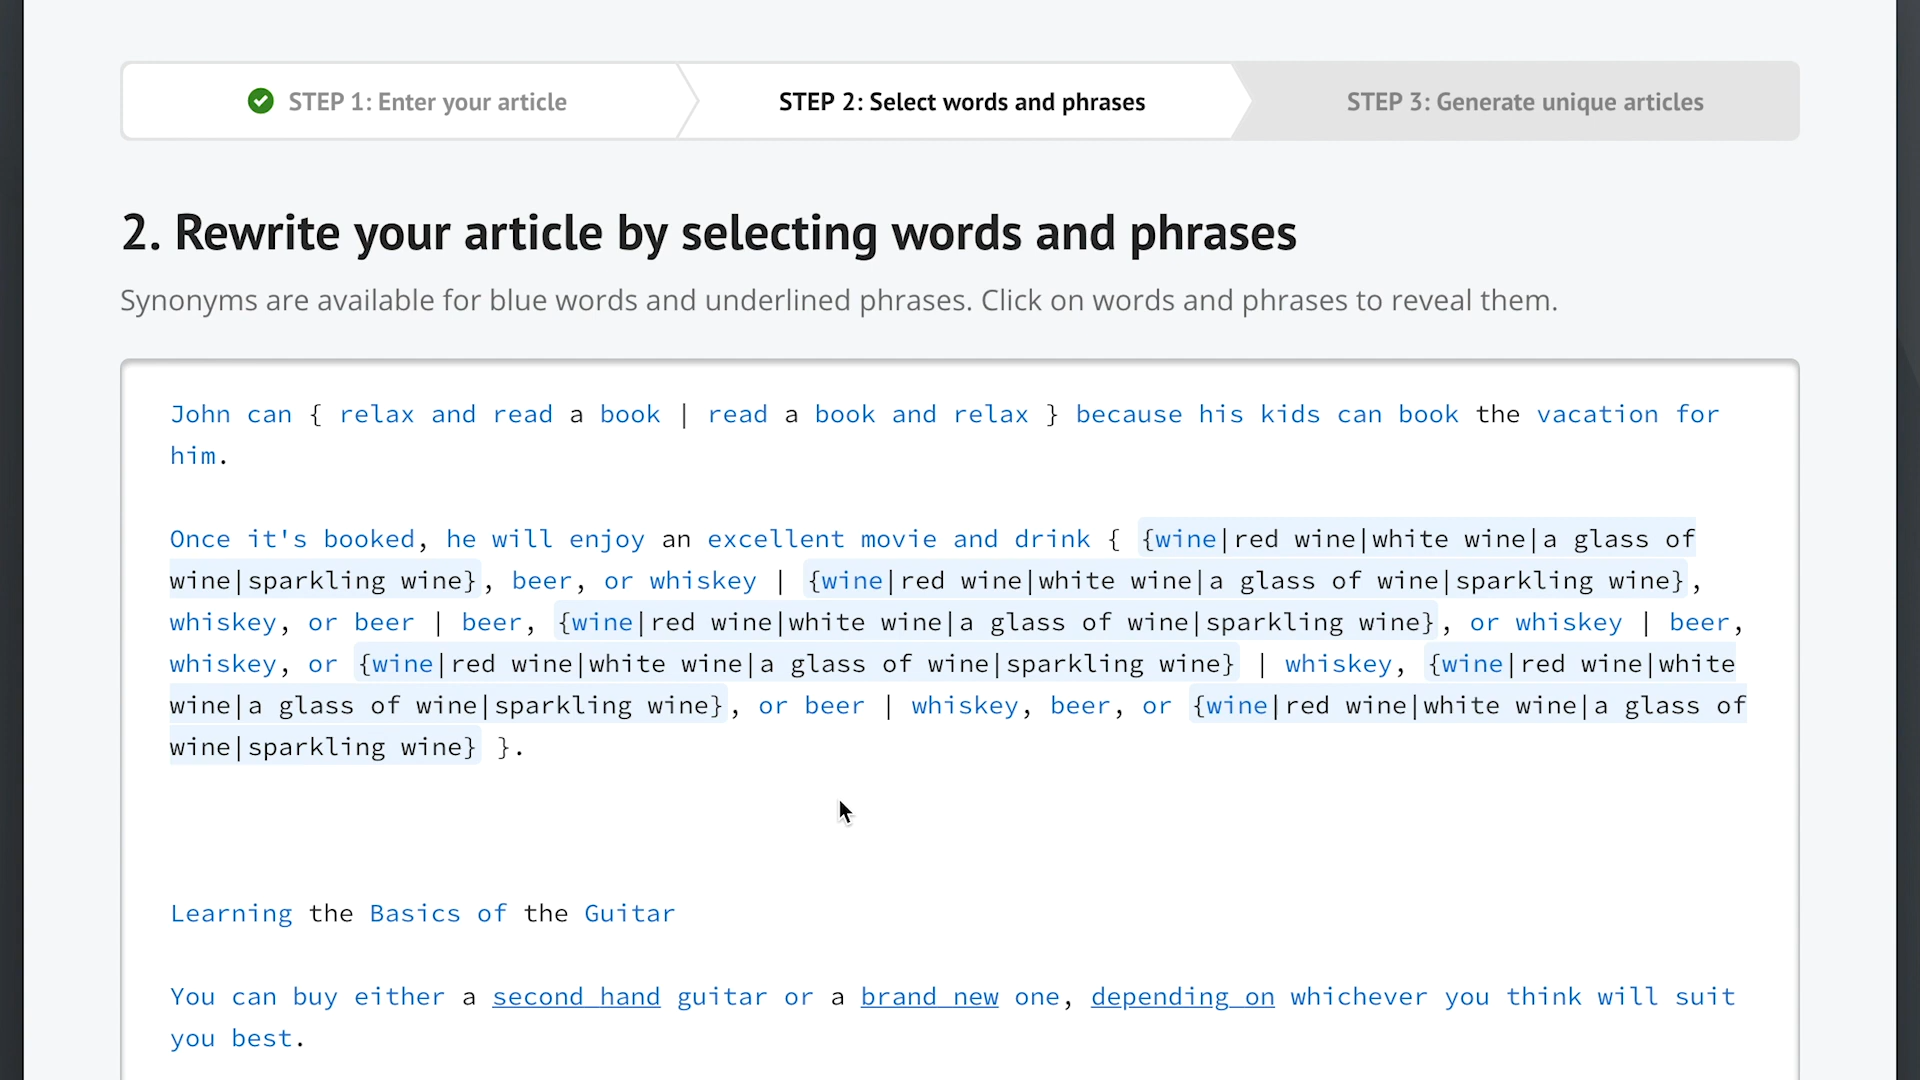 STEP 1: Enter your article
STEP 2: Select words and phrases
STEP 3: Generate unique articles
2. Rewrite your article by selecting words and phrases
Synonyms are available for blue words and underlined phrases. Click on words and phrases to reveal them.
John can { relax and read a book | read a book and relax } because his kids can book the vacation for
him.
Once it's booked, he will enjoy an excellent movie and drink { {wine|red wine|white wine|a glass of
wine|sparkling wine}, beer, or whiskey | {wine|red wine|white wine|a glass of wine|sparkling wine},
whiskey, or beer | beer, {wine|red wine|white wine|a glass of wine|sparkling wine}, or whiskey | beer,
whiskey, or {wine|red wine|white wine|a glass of wine|sparkling wine} | whiskey, {wine|red wine|white
wine|a glass of wine|sparkling wine}, or beer | whiskey, beer, or {wine|red wine|white wine|a glass of
wine|sparkling wine} }.
Learning the Basics of the Guitar
You can buy either a second hand guitar or a brand new one, depending on whichever you think will suit
you best.